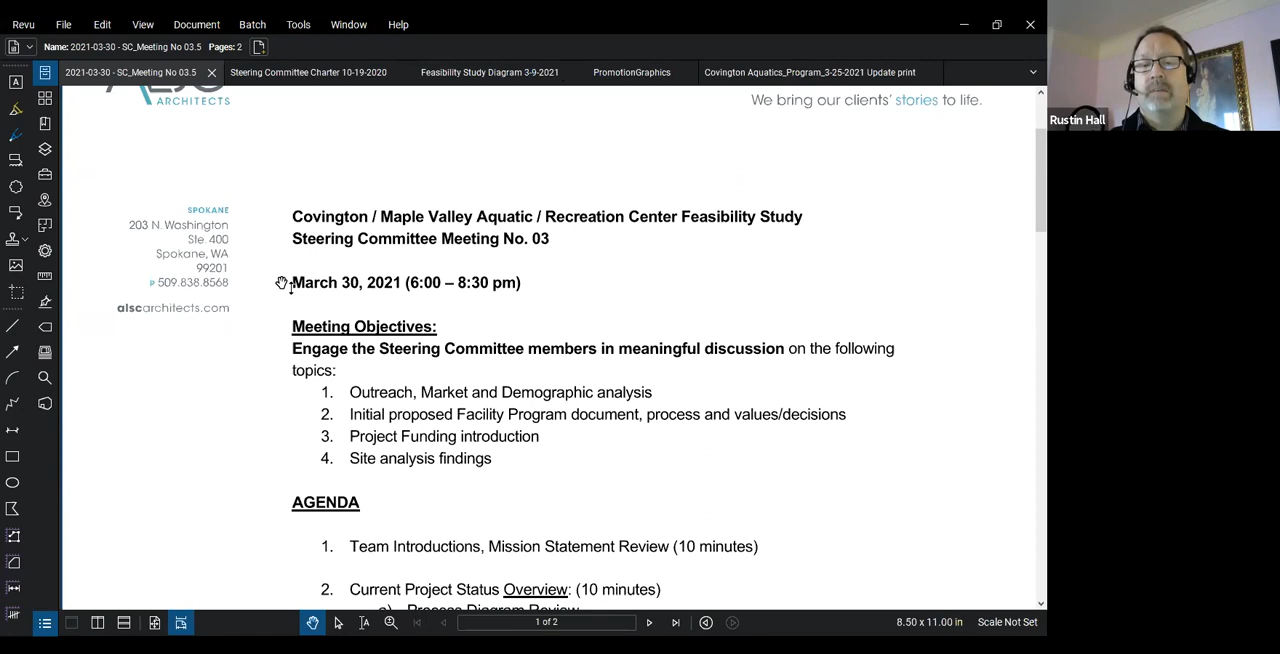 Revu File Edit View Document Batch Tools Window Help
Name: 2021-03-30 - SC_Meeting No 03.5 Pages: 2
2021-03-30 - SC_Meeting No 03.5 Steering Committee Charter 10-19-2020 Feasibility Study Diagram 3-9-2021 PromotionGraphics Covington Aquatics_Program_3-25-2021 Update print
ARCHITECTS
We bring our clients' stories to life.
Rustin Hall
SPOKANE
203 N. Washington
Ste. 400
Spokane, WA
99201
P 509.838.8568
alscarchitects.com
Covington / Maple Valley Aquatic / Recreation Center Feasibility Study
Steering Committee Meeting No. 03
March 30, 2021 (6:00 – 8:30 pm)
Meeting Objectives:
Engage the Steering Committee members in meaningful discussion on the following
topics:
1. Outreach, Market and Demographic analysis
2. Initial proposed Facility Program document, process and values/decisions
3. Project Funding introduction
4. Site analysis findings
AGENDA
1. Team Introductions, Mission Statement Review (10 minutes)
2. Current Project Status Overview: (10 minutes)
a) Process Diagram Review
1 of 2
8.50 x 11.00 in Scale Not Set